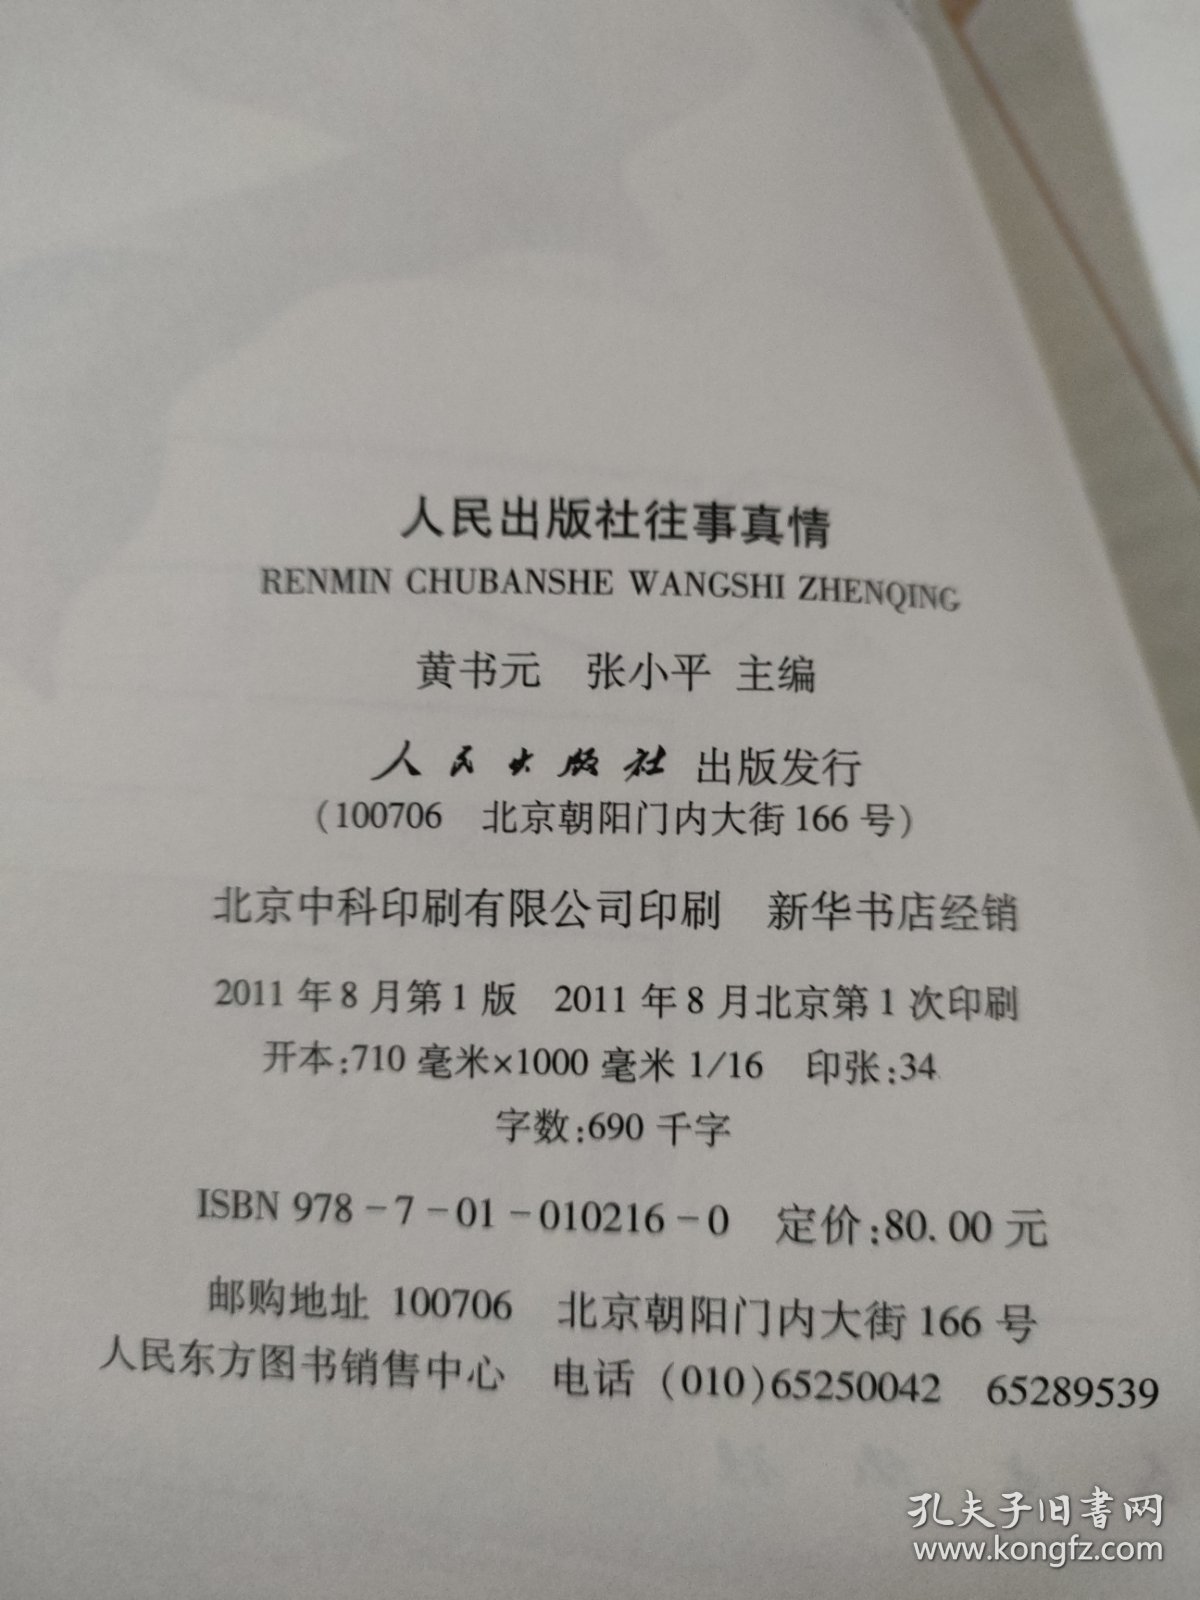 人民出版社往事真情
RENMIN CHUBANSHE WANGSHI ZHENQING
黄书元 张小平 主编
人民出版社 出版发行
(100706 北京朝阳门内大街166号)
北京中科印刷有限公司印刷 新华书店经销
2011年8月第1版 2011年8月北京第1次印刷
开本:710毫米×1000毫米 1/16 印张:34
字数:690千字
ISBN 978-7-01-010216-0 定价:80.00元
邮购地址 100706 北京朝阳门内大街166号
人民东方图书销售中心 电话 (010)65250042 65289539
孔夫子旧书网
www.kongfz.com